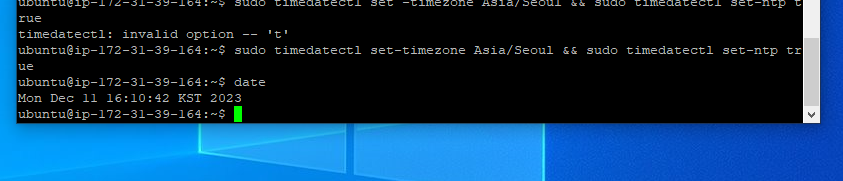 ubuntu@ip-172-31-39-164:~$ sudo timedatectl set -timezone Asia/Seoul && sudo timedatectl set-ntp t
rue
timedatectl: invalid option -- 't'
ubuntu@ip-172-31-39-164:~$ sudo timedatectl set-timezone Asia/Seoul && sudo timedatectl set-ntp tr
ue
ubuntu@ip-172-31-39-164:~$ date
Mon Dec 11 16:10:42 KST 2023
ubuntu@ip-172-31-39-164:~$